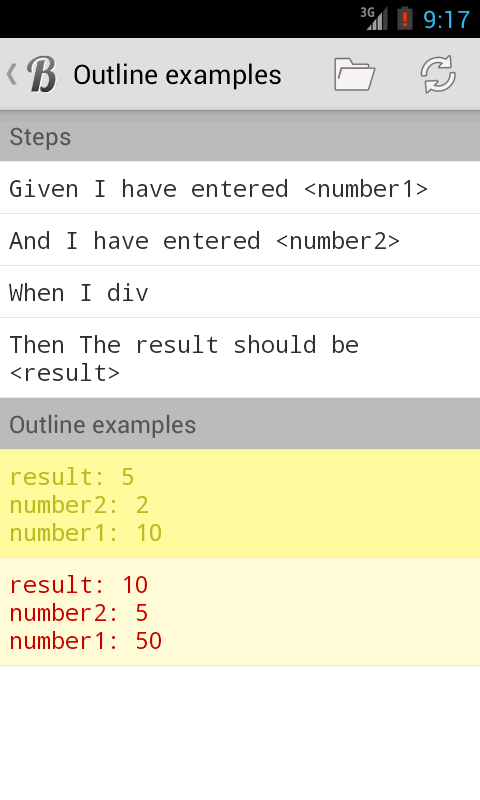 3G 9:17
B Outline examples
Steps
Given I have entered <number1>
And I have entered <number2>
When I div
Then The result should be
<result>
Outline examples
result: 5
number2: 2
number1: 10
result: 10
number2: 5
number1: 50